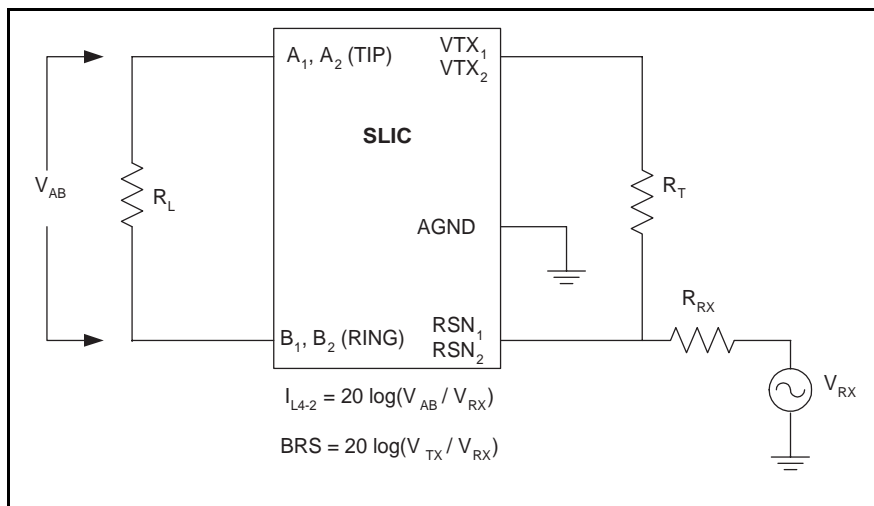 A1, A2 (TIP)
VTX1
VTX2
SLIC
VAB
RL
RT
AGND
RRX
B1, B2 (RING)
RSN1
RSN2
VRX
IL4-2 = 20 log(VAB / VRX)
BRS = 20 log(VTX / VRX)